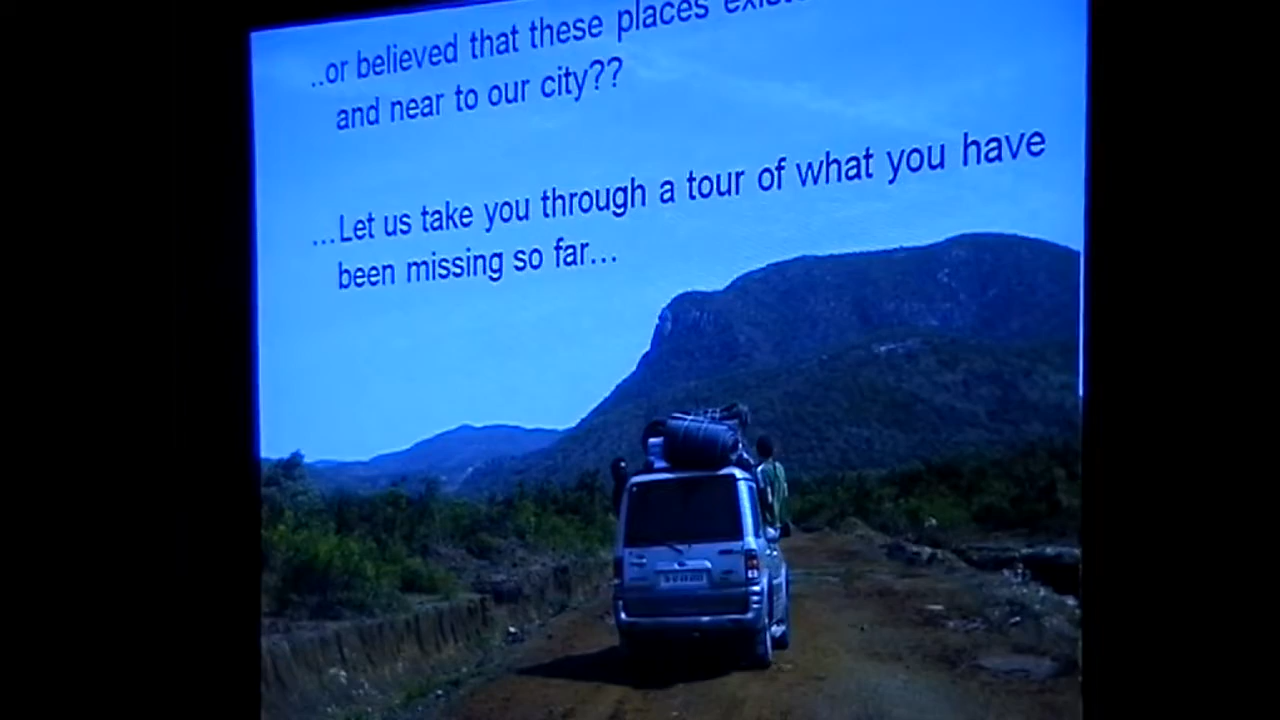 ..or believed that these places
and near to our city??
...Let us take you through a tour of what you have
been missing so far...